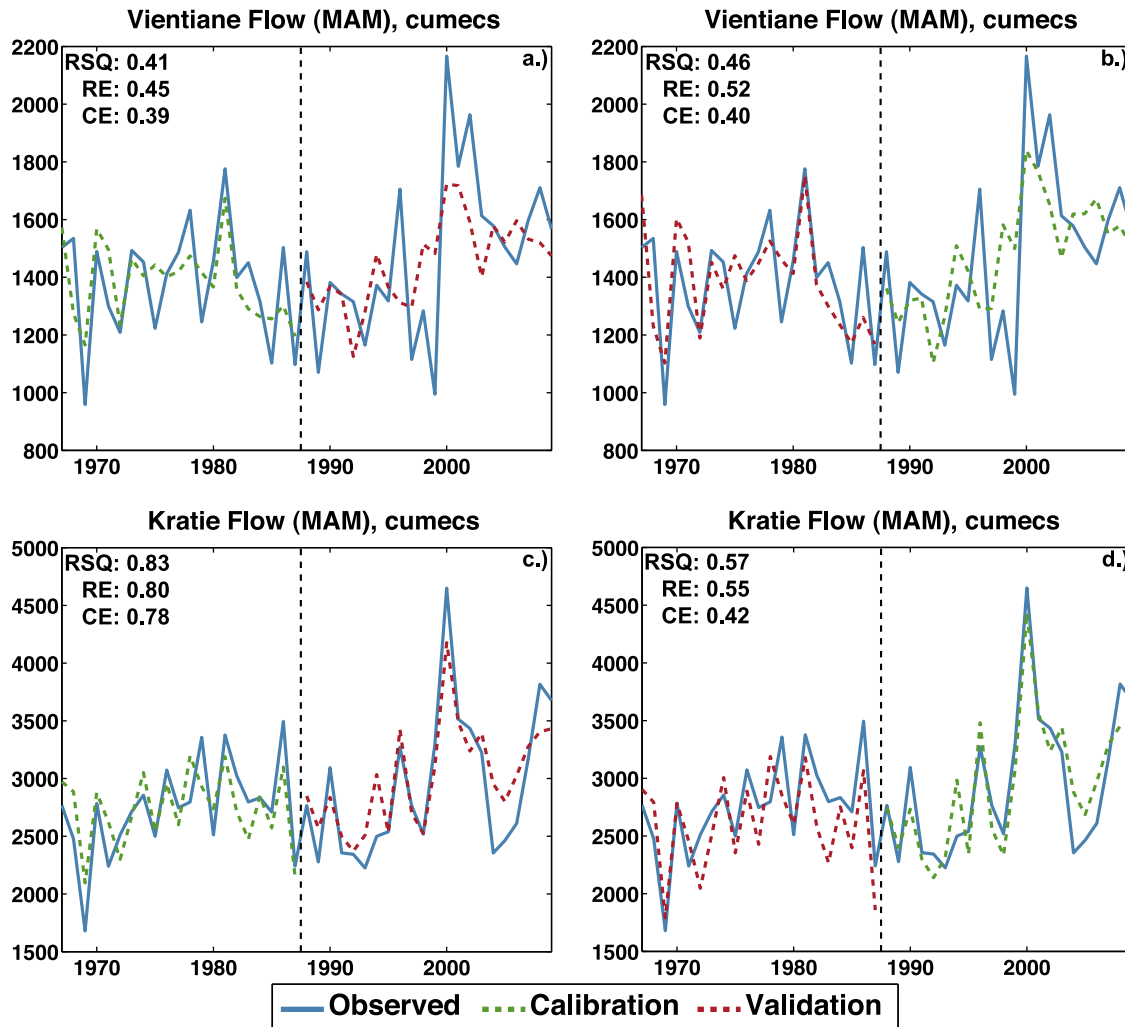 Vientiane Flow (MAM), cumecs
2200
2000
1800
1600
1400
1200
1000
800
RSQ: 0.41
RE: 0.45
CE: 0.39
a.)
1970 1980 1990 2000
Vientiane Flow (MAM), cumecs
2200
2000
1800
1600
1400
1200
1000
800
RSQ: 0.46
RE: 0.52
CE: 0.40
b.)
1970 1980 1990 2000
Kratie Flow (MAM), cumecs
5000
4500
4000
3500
3000
2500
2000
1500
RSQ: 0.83
RE: 0.80
CE: 0.78
c.)
1970 1980 1990 2000
Kratie Flow (MAM), cumecs
5000
4500
4000
3500
3000
2500
2000
1500
RSQ: 0.57
RE: 0.55
CE: 0.42
d.)
1970 1980 1990 2000
Observed Calibration Validation